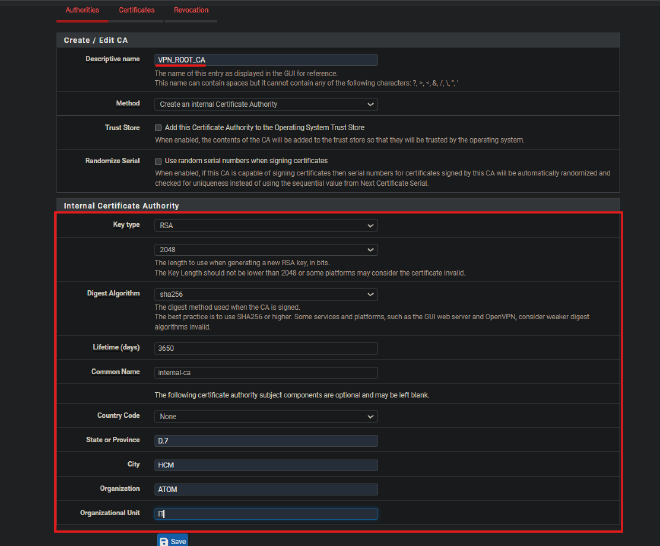 Authorities Certificates Revocation
Create / Edit CA
Descriptive name VPN_ROOT_CA
The name of this entry as displayed in the GUI for reference.
This name can contain spaces but it cannot contain any of the following characters: ?, >, <, &, /, \, ", '
Method Create an internal Certificate Authority
Trust Store Add this Certificate Authority to the Operating System Trust Store
When enabled, the contents of the CA will be added to the trust store so that they will be trusted by the operating system.
Randomize Serial Use random serial numbers when signing certificates
When enabled, if this CA is capable of signing certificates then serial numbers for certificates signed by this CA will be automatically randomized and
checked for uniqueness instead of using the sequential value from Next Certificate Serial.
Internal Certificate Authority
Key type RSA
2048
The length to use when generating a new RSA key, in bits.
The Key Length should not be lower than 2048 or some platforms may consider the certificate invalid.
Digest Algorithm sha256
The digest method used when the CA is signed.
The best practice is to use SHA256 or higher. Some services and platforms, such as the GUI web server and OpenVPN, consider weaker digest
algorithms invalid.
Lifetime (days) 3650
Common Name internal-ca
The following certificate authority subject components are optional and may be left blank.
Country Code None
State or Province D.7
City HCM
Organization ATOM
Organizational Unit IT
Save